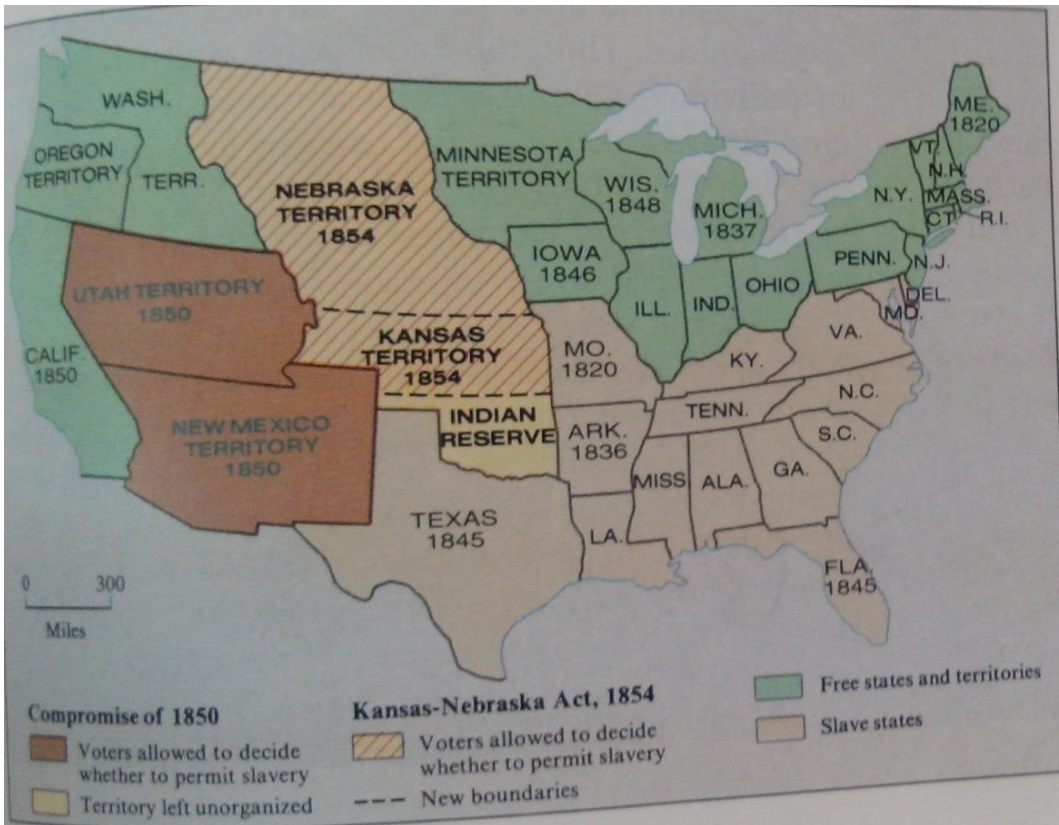 WASH.
OREGON
TERRITORY
TERR.
NEBRASKA
TERRITORY
1854
MINNESOTA
TERRITORY
WIS.
1848
MICH.
1837
ME.
1820
VT.
N.H.
N.Y.
MASS.
CT.
R.I.
IOWA
1846
PENN.
N.J.
OHIO
ILL.
IND.
DEL.
MD.
UTAH TERRITORY
1850
CALIF.
1850
KANSAS
TERRITORY
1854
MO.
1820
KY.
VA.
NEW MEXICO
TERRITORY
1850
INDIAN
RESERVE
ARK.
1836
TENN.
N.C.
S.C.
MISS
ALA.
GA.
TEXAS
1845
LA.
FLA.
1845
0 300
Miles
Compromise of 1850
Voters allowed to decide
whether to permit slavery
Territory left unorganized
Kansas-Nebraska Act, 1854
Voters allowed to decide
whether to permit slavery
New boundaries
Free states and territories
Slave states